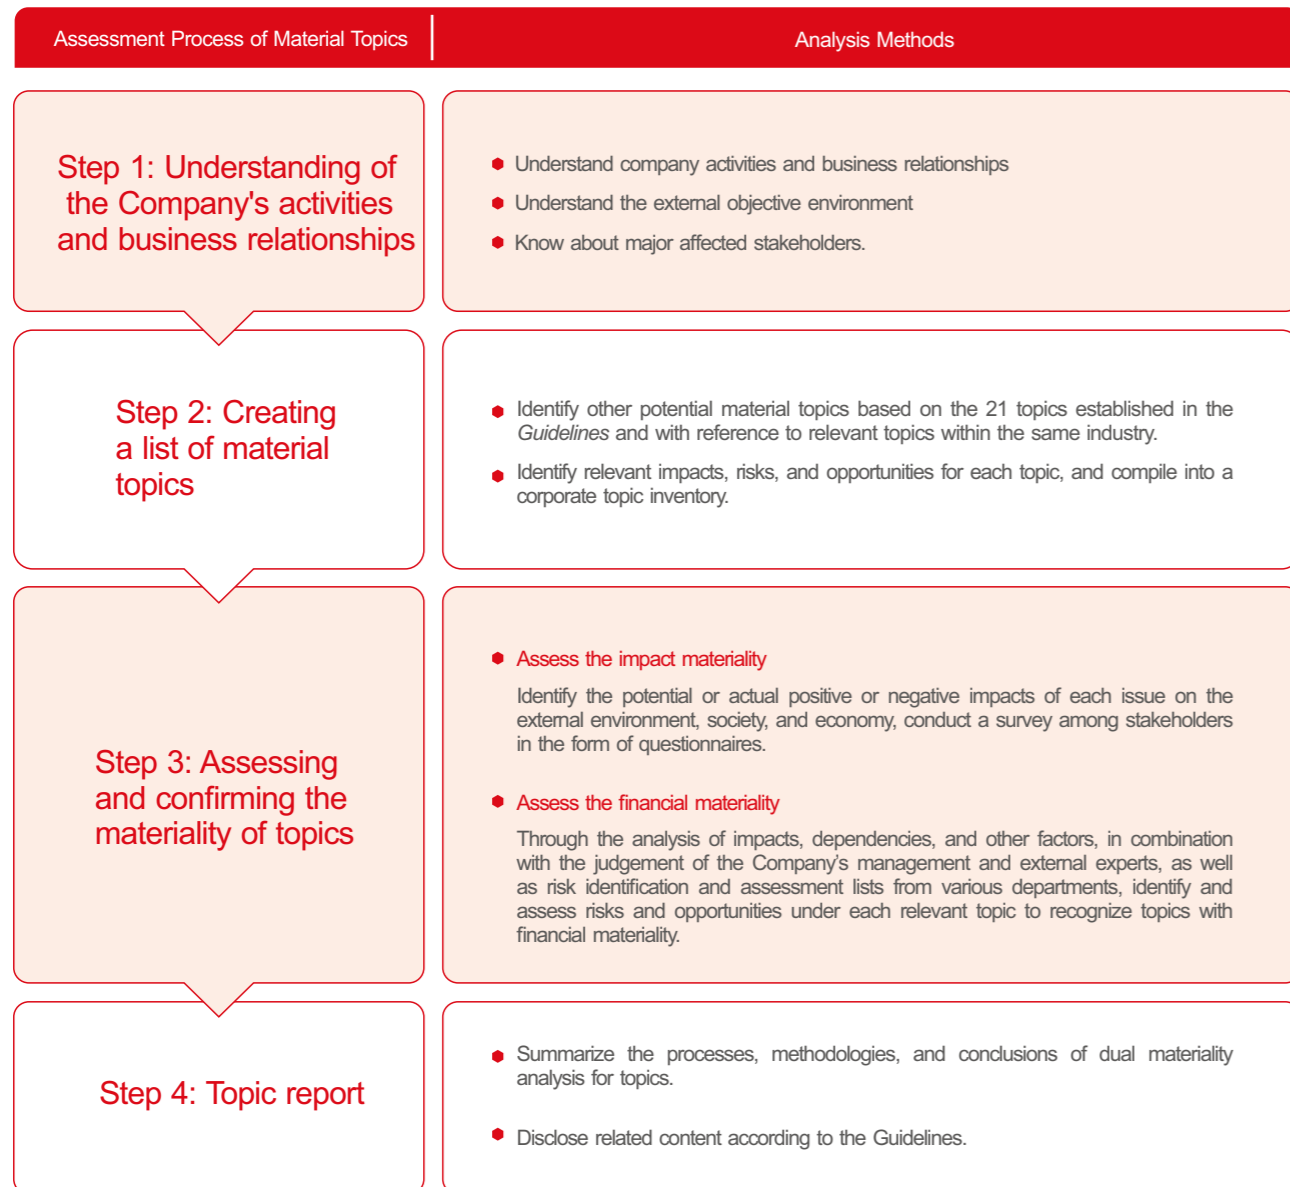 Assessment Process of Material Topics
Analysis Methods
Step 1: Understanding of
the Company's activities
and business relationships
Understand company activities and business relationships
Understand the external objective environment
Know about major affected stakeholders.
Step 2: Creating
a list of material
topics
Identify other potential material topics based on the 21 topics established in the
Guidelines and with reference to relevant topics within the same industry.
Identify relevant impacts, risks, and opportunities for each topic, and compile into a
corporate topic inventory.
Step 3: Assessing
and confirming the
materiality of topics
Assess the impact materiality
Identify the potential or actual positive or negative impacts of each issue on the
external environment, society, and economy, conduct a survey among stakeholders
in the form of questionnaires.
Assess the financial materiality
Through the analysis of impacts, dependencies, and other factors, in combination
with the judgement of the Company’s management and external experts, as well
as risk identification and assessment lists from various departments, identify and
assess risks and opportunities under each relevant topic to recognize topics with
financial materiality.
Step 4: Topic report
Summarize the processes, methodologies, and conclusions of dual materiality
analysis for topics.
Disclose related content according to the Guidelines.